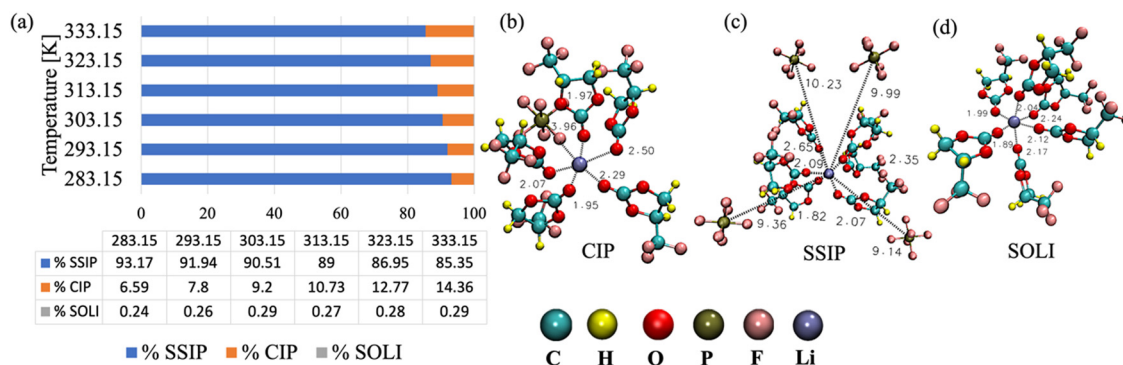 (a)
Temperature [K]
333.15
323.15
313.15
303.15
293.15
283.15
0 20 40 60 80 100
283.15 293.15 303.15 313.15 323.15 333.15
% SSIP 93.17 91.94 90.51 89 86.95 85.35
% CIP 6.59 7.8 9.2 10.73 12.77 14.36
% SOLI 0.24 0.26 0.29 0.27 0.28 0.29
% SSIP % CIP % SOLI
(b)
1.97
3.96
2.50
2.07
2.29
1.95
CIP
(c)
10.23
9.99
2.65
2.35
2.09
1.82
2.07
9.36
9.14
SSIP
(d)
1.99
2.04
2.24
1.89
2.12
2.17
SOLI
C H O P F Li